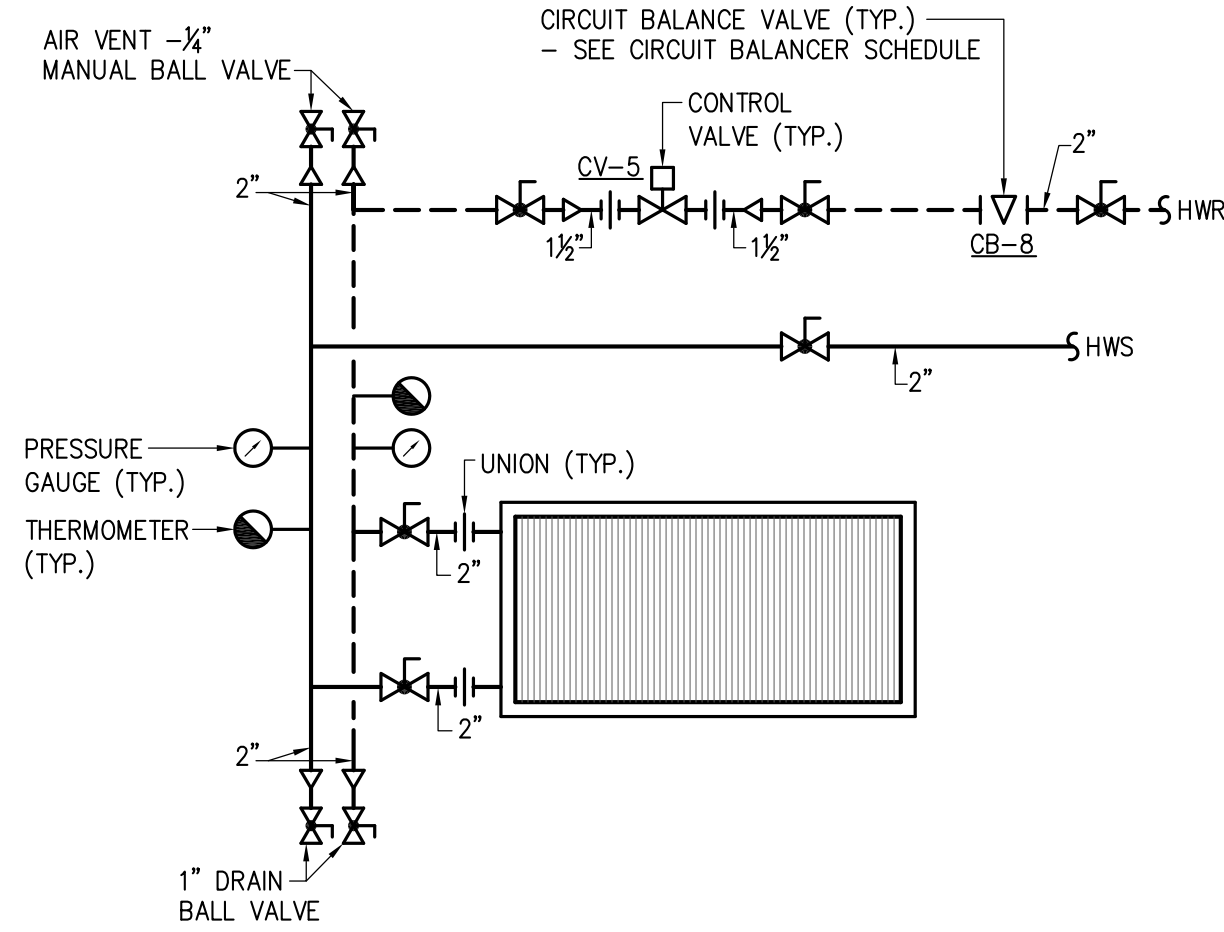 CIRCUIT BALANCE VALVE (TYP.)
- SEE CIRCUIT BALANCER SCHEDULE
AIR VENT -¼"
MANUAL BALL VALVE
CONTROL
VALVE (TYP.)
2"
CV-5
2"
HWR
1½"
1½"
CB-8
HWS
2"
PRESSURE
GAUGE (TYP.)
UNION (TYP.)
THERMOMETER
(TYP.)
2"
2"
2"
1" DRAIN
BALL VALVE